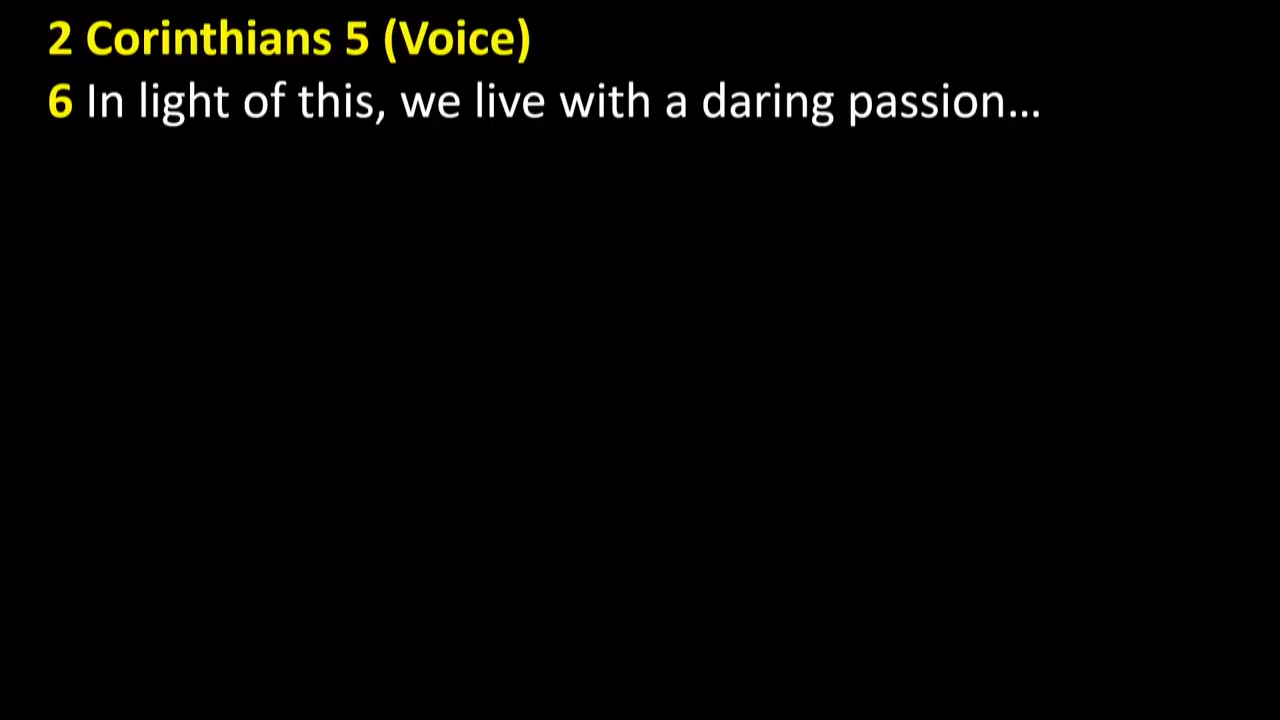 2 Corinthians 5 (Voice)
6 In light of this, we live with a daring passion…